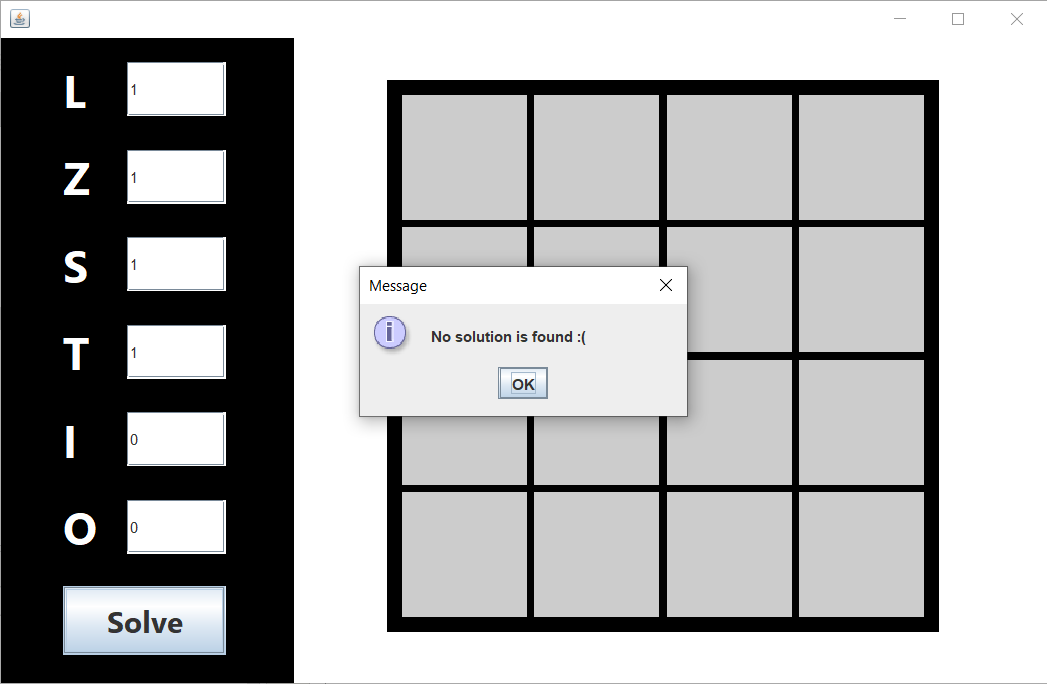 L 1
Z 1
S 1
T 1
I 0
O 0
Solve
Message
No solution is found :(
OK